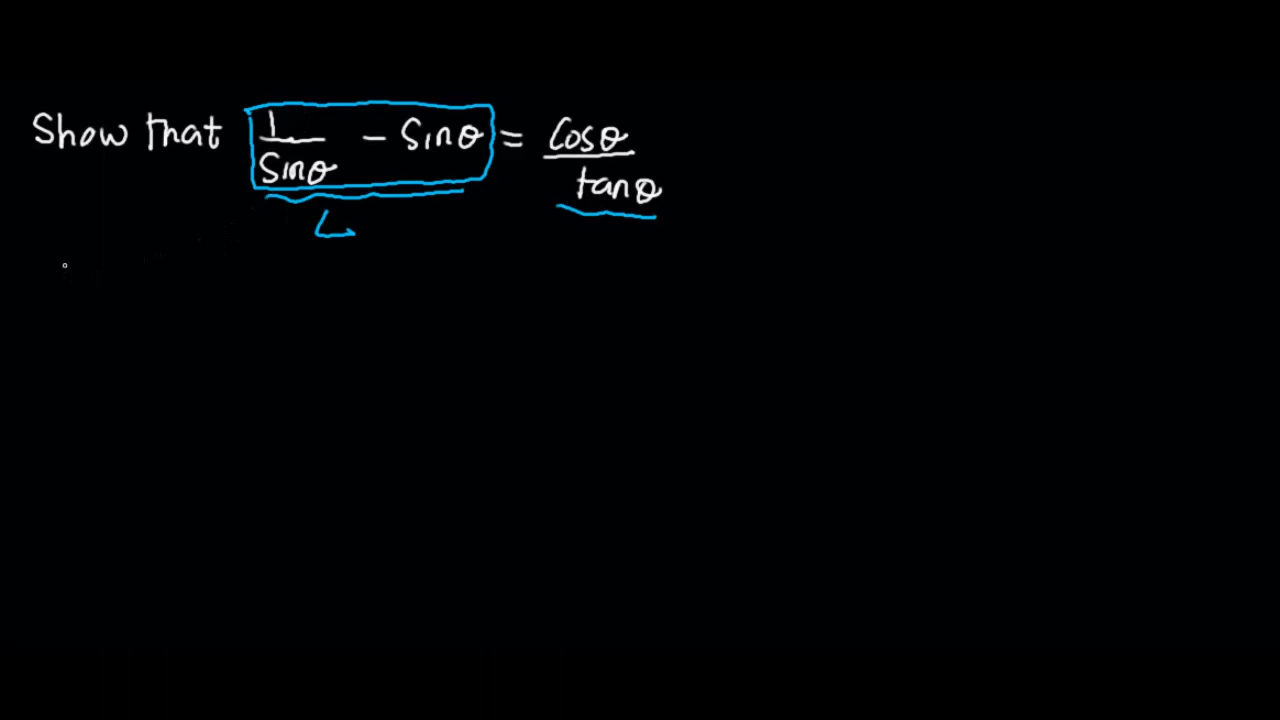 Show that 1/Sinθ - Sinθ = Cosθ/tanθ
L